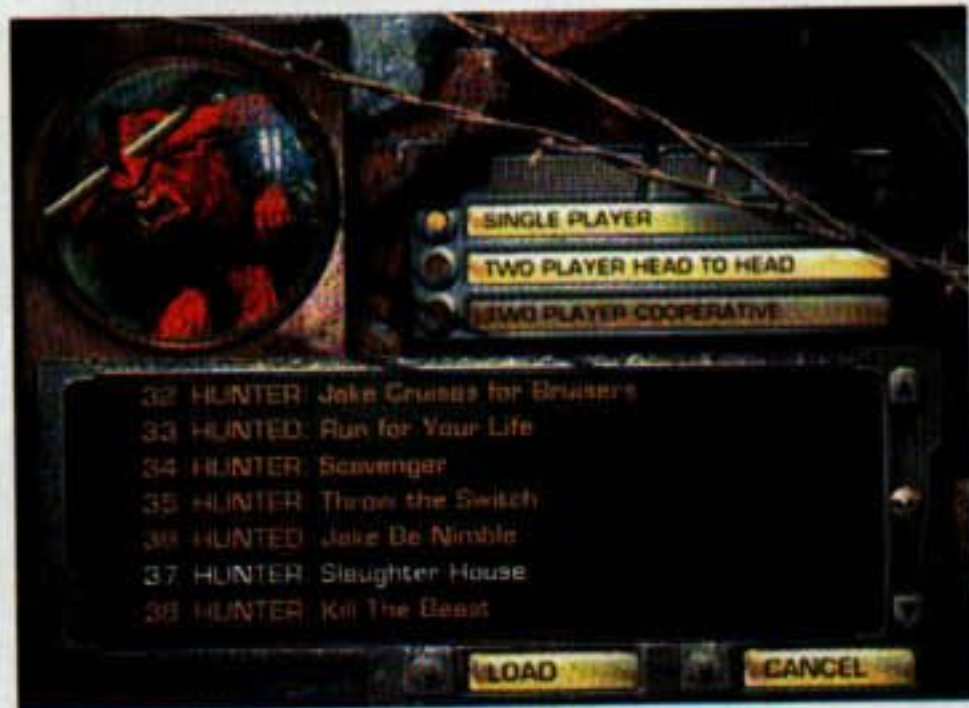 SINGLE PLAYER
TWO PLAYER HEAD TO HEAD
TWO PLAYER COOPERATIVE
32 HUNTER: Jake Cruises for Bruisers
33 HUNTED: Run for Your Life
34 HUNTER: Scavenger
35 HUNTER: Throw the Switch
36 HUNTED: Jake Be Nimble
37 HUNTER: Slaughter House
38 HUNTER: Kill The Beast
LOAD
CANCEL